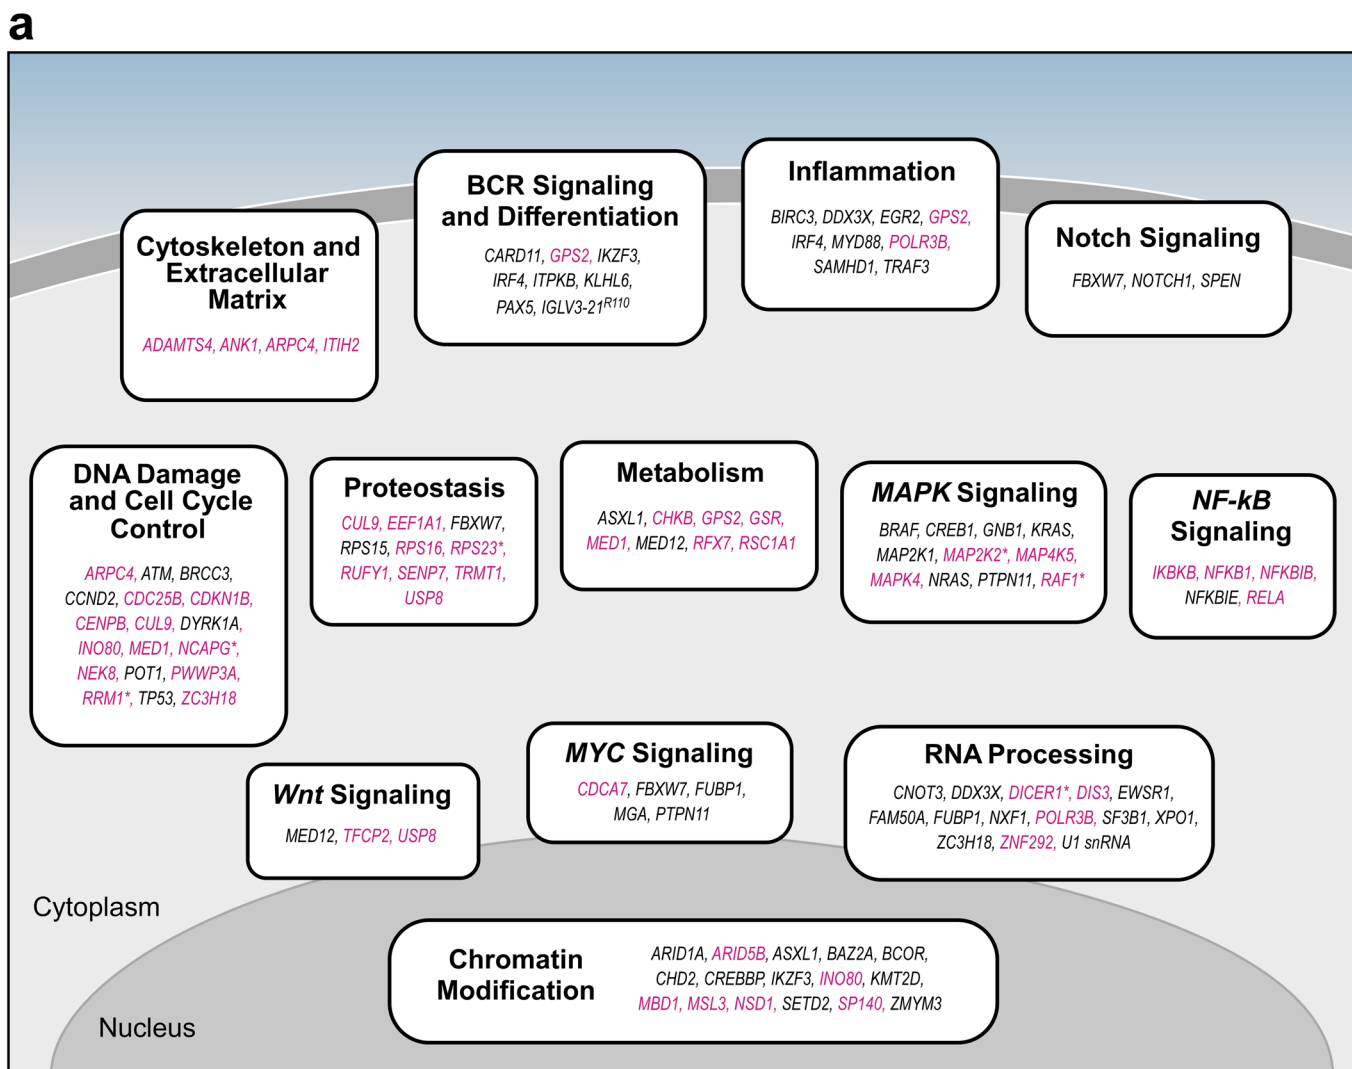 a
Cytoskeleton and
Extracellular
Matrix
ADAMTS4, ANK1, ARPC4, ITIH2
BCR Signaling
and Differentiation
CARD11, GPS2, IKZF3,
IRF4, ITPKB, KLHL6,
PAX5, IGLV3-21R110
Inflammation
BIRC3, DDX3X, EGR2, GPS2,
IRF4, MYD88, POLR3B,
SAMHD1, TRAF3
Notch Signaling
FBXW7, NOTCH1, SPEN
DNA Damage
and Cell Cycle
Control
ARPC4, ATM, BRCC3,
CCND2, CDC25B, CDKN1B,
CENPB, CUL9, DYRK1A,
INO80, MED1, NCAPG*,
NEK8, POT1, PWWP3A,
RRM1*, TP53, ZC3H18
Proteostasis
CUL9, EEF1A1, FBXW7,
RPS15, RPS16, RPS23*,
RUFY1, SENP7, TRMT1,
USP8
Metabolism
ASXL1, CHKB, GPS2, GSR,
MED1, MED12, RFX7, RSC1A1
MAPK Signaling
BRAF, CREB1, GNB1, KRAS,
MAP2K1, MAP2K2*, MAP4K5,
MAPK4, NRAS, PTPN11, RAF1*
NF-kB
Signaling
IKBKB, NFKB1, NFKBIB,
NFKBIE, RELA
Wnt Signaling
MED12, TFCP2, USP8
MYC Signaling
CDCA7, FBXW7, FUBP1,
MGA, PTPN11
RNA Processing
CNOT3, DDX3X, DICER1*, DIS3, EWSR1,
FAM50A, FUBP1, NXF1, POLR3B, SF3B1, XPO1,
ZC3H18, ZNF292, U1 snRNA
Cytoplasm
Chromatin
Modification
ARID1A, ARID5B, ASXL1, BAZ2A, BCOR,
CHD2, CREBBP, IKZF3, INO80, KMT2D,
MBD1, MSL3, NSD1, SETD2, SP140, ZMYM3
Nucleus